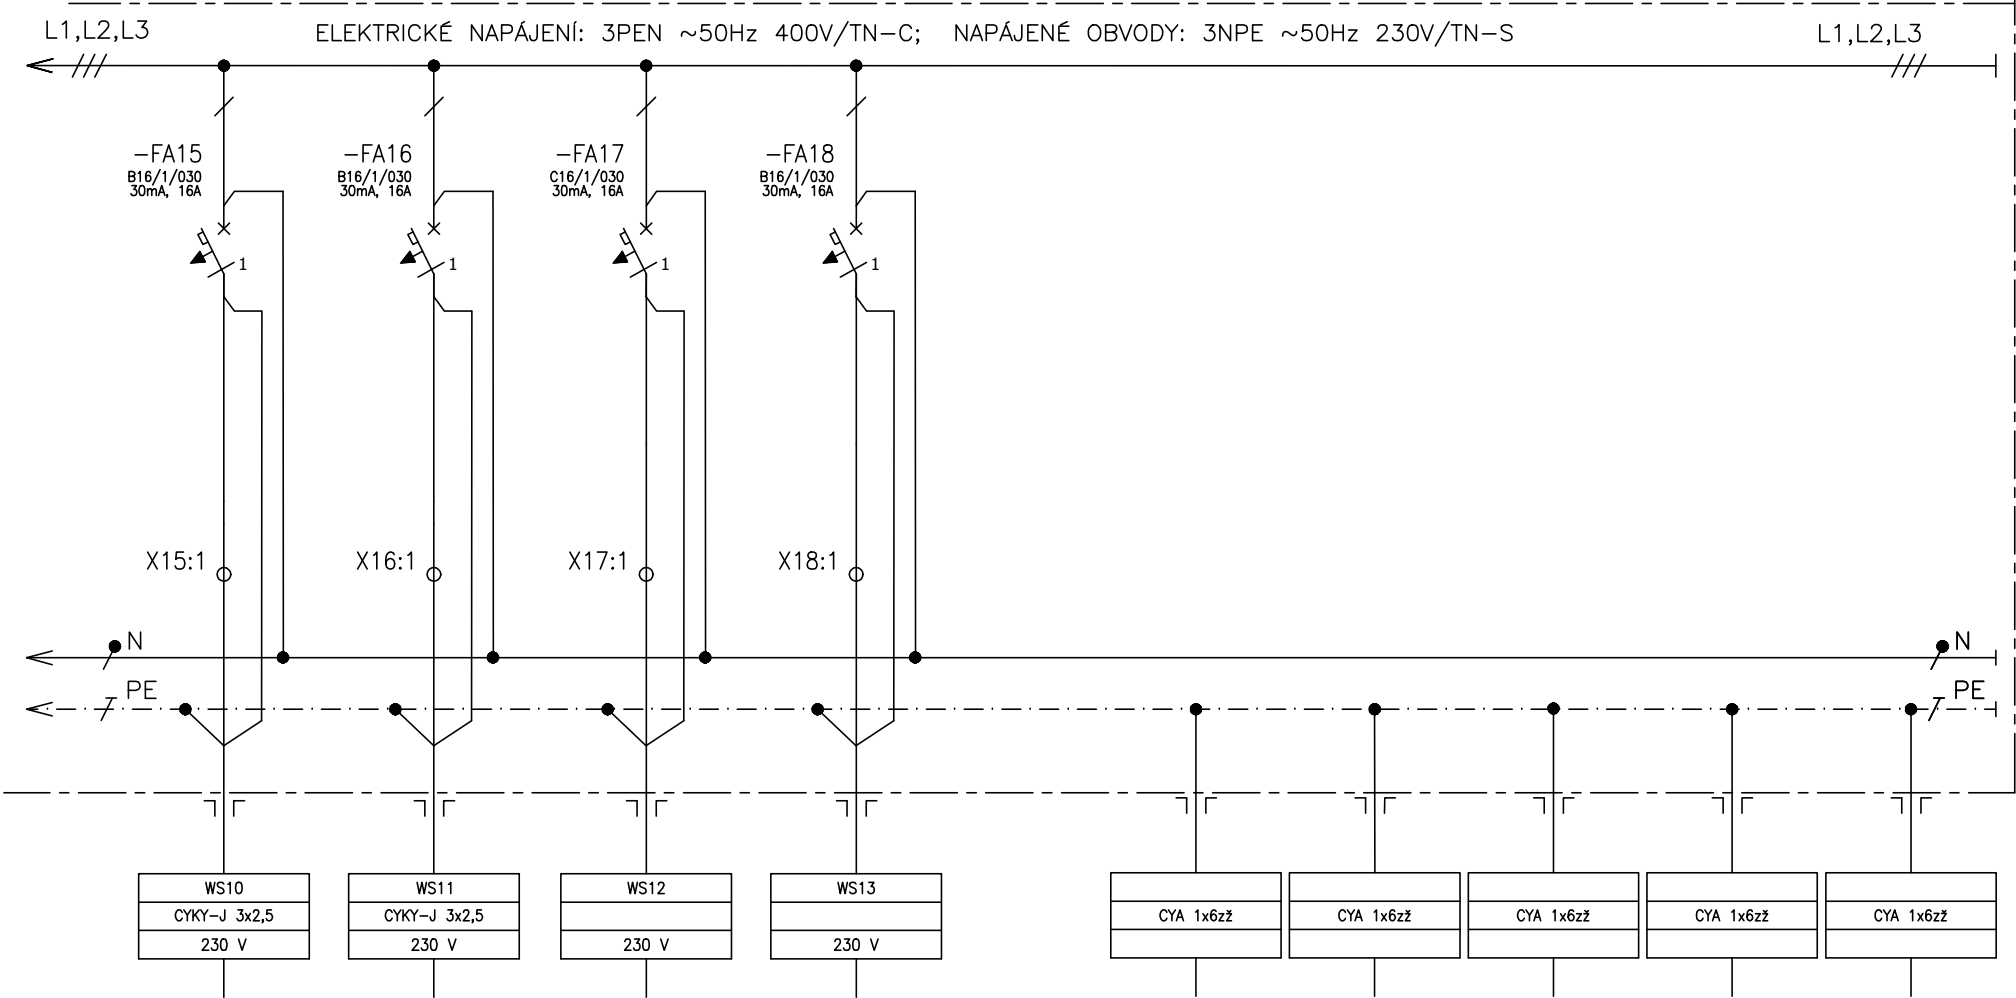 L1,L2,L3
ELEKTRICKÉ NAPÁJENÍ: 3PEN ~50Hz 400V/TN-C; NAPÁJENÉ OBVODY: 3NPE ~50Hz 230V/TN-S
L1,L2,L3
-FA15
B16/1/030
30mA, 16A
1
-FA16
B16/1/030
30mA, 16A
1
-FA17
C16/1/030
30mA, 16A
1
-FA18
B16/1/030
30mA, 16A
1
X15:1
X16:1
X17:1
X18:1
N
N
PE
PE
WS10
CYKY-J 3x2,5
230 V
WS11
CYKY-J 3x2,5
230 V
WS12
230 V
WS13
230 V
CYA 1x6zž
CYA 1x6zž
CYA 1x6zž
CYA 1x6zž
CYA 1x6zž